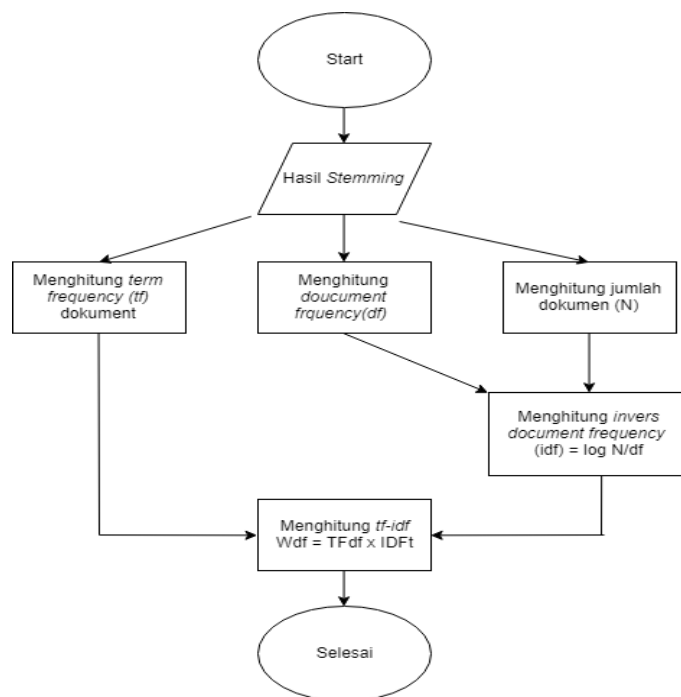 Start
Hasil Stemming
Menghitung term
frequency (tf)
dokument
Menghitung
doucument
frquency(df)
Menghitung jumlah
dokumen (N)
Menghitung invers
document frequency
(idf) = log N/df
Menghitung tf-idf
Wdf = TFdf x IDFt
Selesai